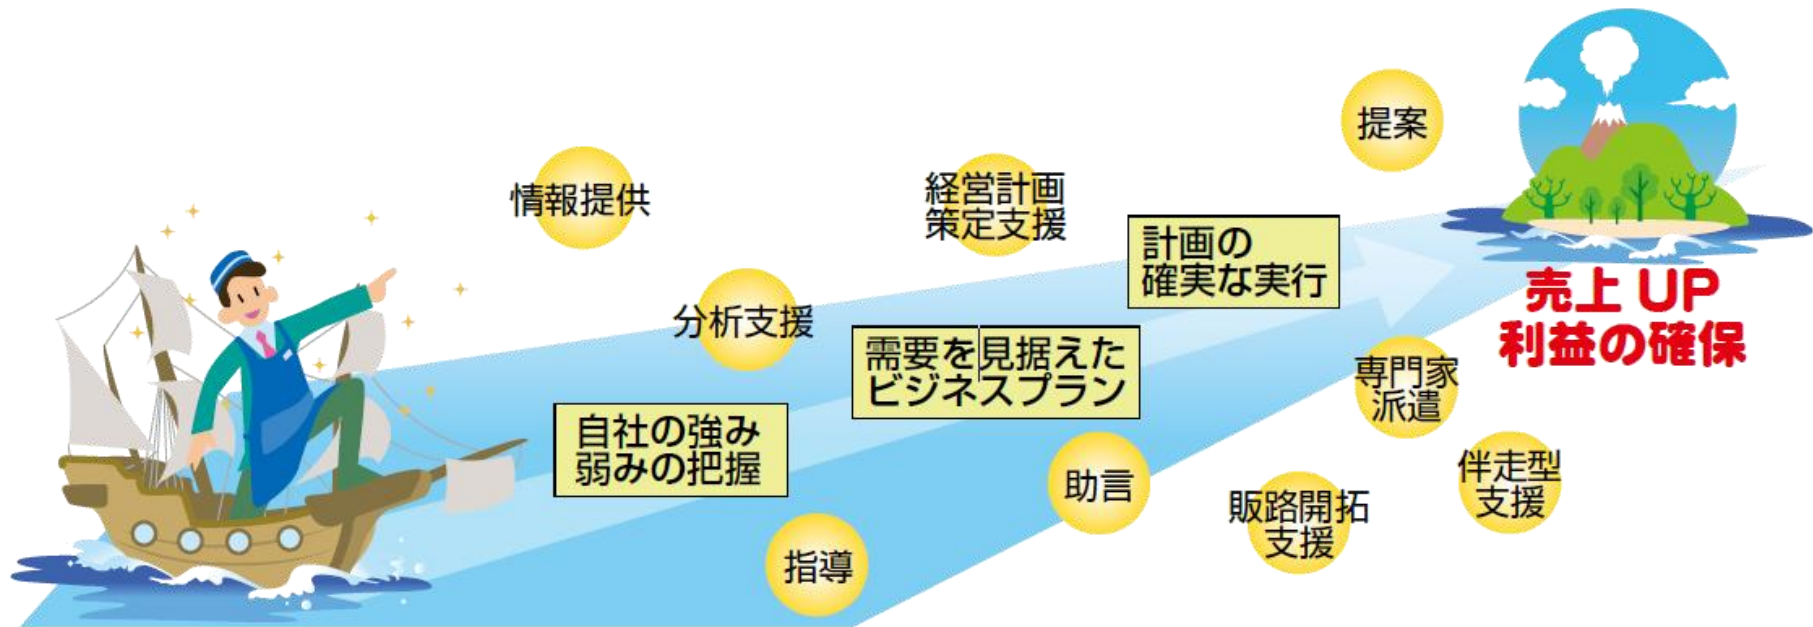 情報提供
分析支援
経営計画
策定支援
提案
計画の
確実な実行
需要を見据えた
ビジネスプラン
自社の強み
弱みの把握
売上 UP
利益の確保
専門家
派遣
伴走型
支援
販路開拓
支援
助言
指導